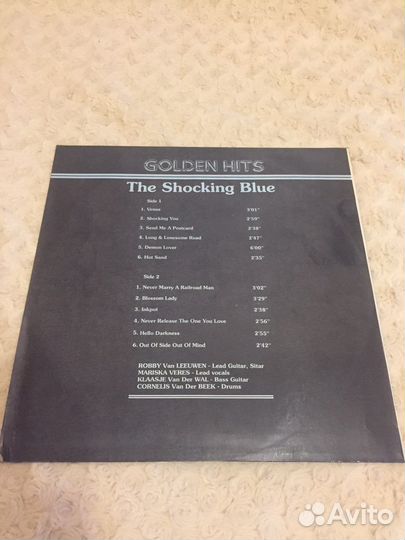 GOLDEN HITS
The Shocking Blue
Side 1
1. Venus 3'01"
2. Shocking You 2'59"
3. Send Me A Postcard 2'38"
4. Long & Lonesome Road 2'47"
5. Demon Lover 6'00"
6. Hot Sand 2'35"
Side 2
1. Never Marry A Railroad Man 3'02"
2. Blossom Lady 3'29"
3. Inkpot 2'38"
4. Never Release The One You Love 2'56"
5. Hello Darkness 2'55"
6. Out Of Side Out Of Mind 2'42"
ROBBY Van LEEUWEN - Lead Guitar, Sitar
MARISKA VERES - Lead vocals
KLAASJE Van Der WAL - Bass Guitar
CORNELIS Van Der BEEK - Drums
Avito